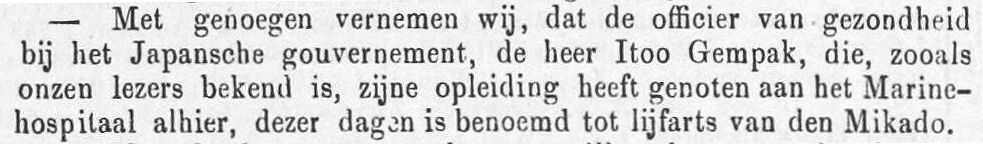 — Met genoegen vernemen wij, dat de officier van gezondheid
bij het Japansche gouvernement, de heer Itoo Gempak, die, zooals
onzen lezers bekend is, zijne opleiding heeft genoten aan het Marine-
hospitaal alhier, dezer dagen is benoemd tot lijfarts van den Mikado.